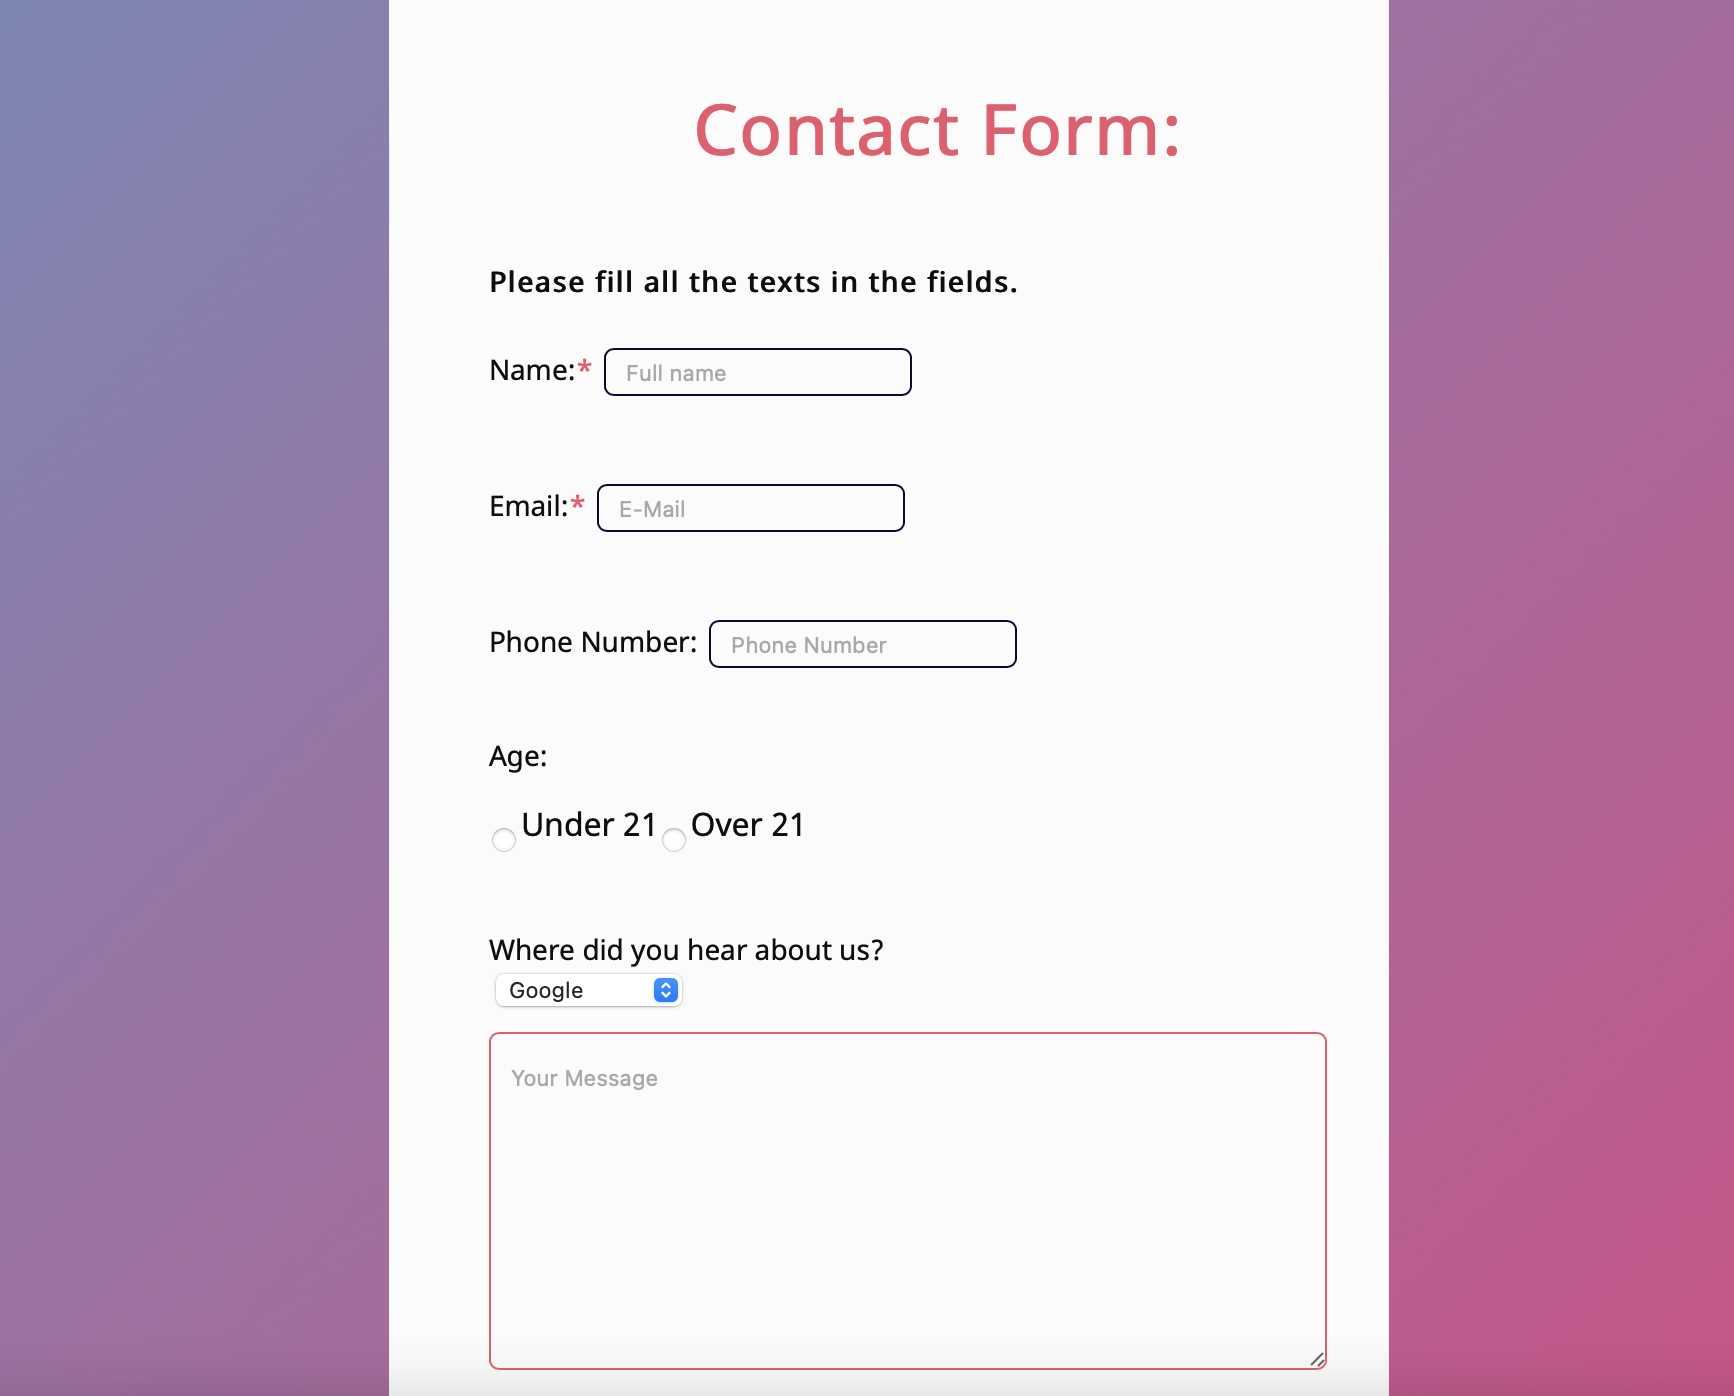 Contact Form:
Please fill all the texts in the fields.
Name:* Full name
Email:* E-Mail
Phone Number: Phone Number
Age:
Under 21 Over 21
Where did you hear about us?
Google
Your Message